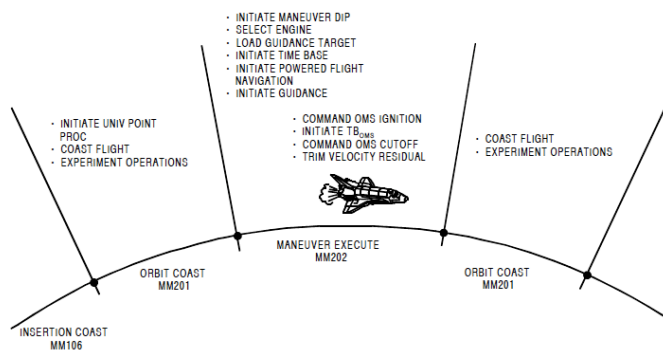 · INITIATE MANEUVER DIP
· SELECT ENGINE
· LOAD GUIDANCE TARGET
· INITIATE TIME BASE
· INITIATE POWERED FLIGHT
NAVIGATION
· INITIATE GUIDANCE
· INITIATE UNIV POINT
PROC
· COAST FLIGHT
· EXPERIMENT OPERATIONS
· COMMAND OMS IGNITION
· INITIATE TBOMS
· COMMAND OMS CUTOFF
· TRIM VELOCITY RESIDUAL
· COAST FLIGHT
· EXPERIMENT OPERATIONS
MANEUVER EXECUTE
MM202
ORBIT COAST
MM201
ORBIT COAST
MM201
INSERTION COAST
MM106